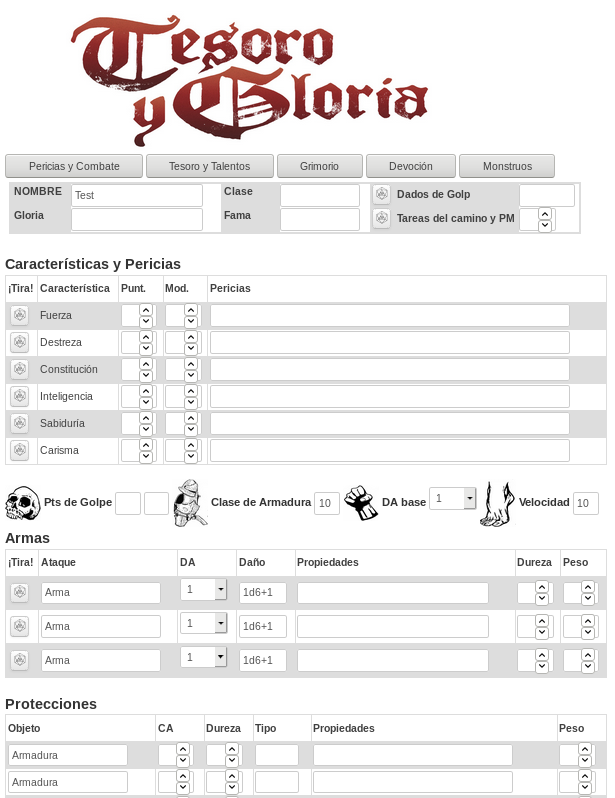 Tesoro
y Gloria
Pericias y Combate Tesoro y Talentos Grimorio Devoción Monstruos
NOMBRE Test Clase Dados de Golp
Gloria Fama Tareas del camino y PM
Características y Pericias
¡Tira! Característica Punt. Mod. Pericias
Fuerza
Destreza
Constitución
Inteligencia
Sabiduría
Carisma
Pts de Golpe Clase de Armadura 10 DA base 1 Velocidad 10
Armas
¡Tira! Ataque DA Daño Propiedades Dureza Peso
Arma 1 1d6+1
Arma 1 1d6+1
Arma 1 1d6+1
Protecciones
Objeto CA Dureza Tipo Propiedades Peso
Armadura
Armadura